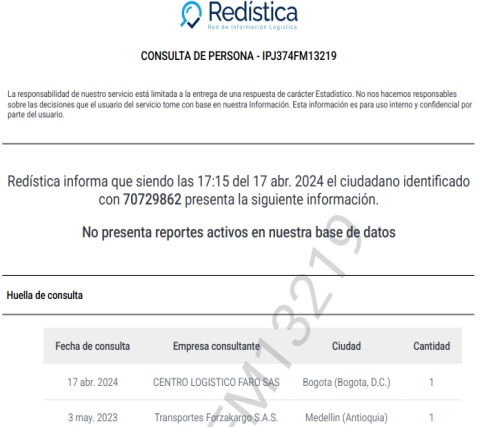 Redística
Red de Información Logística
CONSULTA DE PERSONA - IPJ374FM13219
La responsabilidad de nuestro servicio está limitada a la entrega de una respuesta de carácter Estadístico. No nos hacemos responsables
sobre las decisiones que el usuario del servicio tome con base en nuestra Información. Esta información es para uso interno y confidencial por
parte del usuario.
Redística informa que siendo las 17:15 del 17 abr. 2024 el ciudadano identificado
con 70729862 presenta la siguiente información.
No presenta reportes activos en nuestra base de datos
Huella de consulta
Fecha de consulta Empresa consultante Ciudad Cantidad
17 abr. 2024 CENTRO LOGISTICO FARO SAS Bogota (Bogota, D.C.) 1
3 may. 2023 Transportes Forzakargo S.A.S. Medellin (Antioquia) 1
FM13219